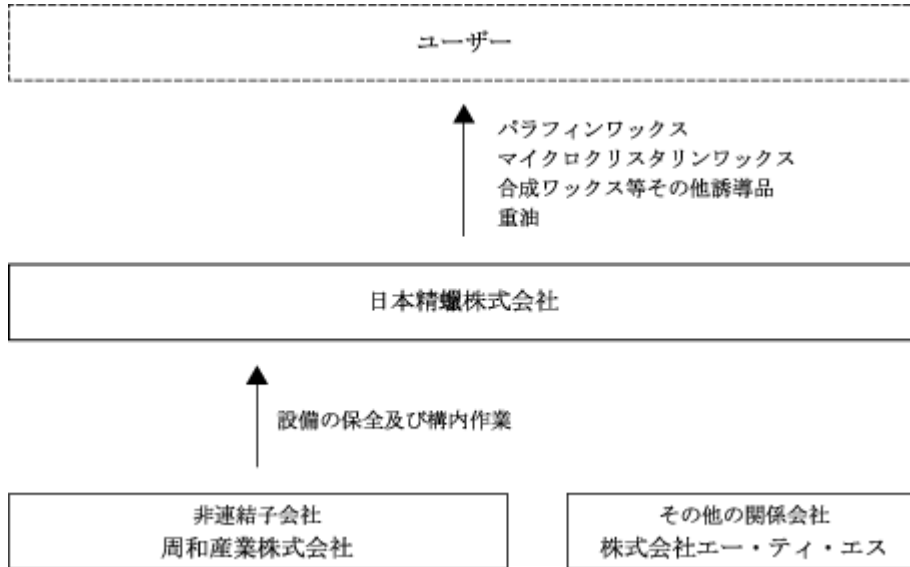 ユーザー
パラフィンワックス
マイクロクリスタリンワックス
合成ワックス等その他誘導品
重油
日本精蠟株式会社
設備の保全及び構内作業
非連結子会社
周和産業株式会社
その他の関係会社
株式会社エー・ティ・エス